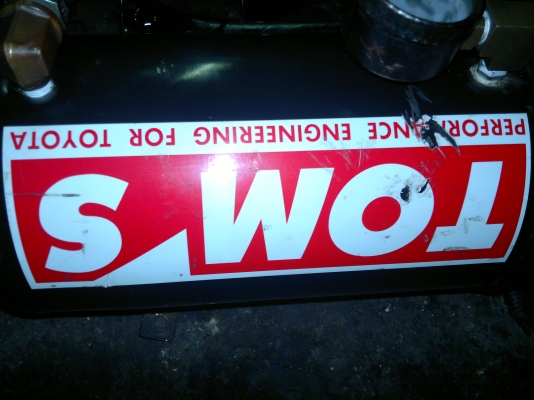 TOM'S
PERFORMANCE ENGINEERING FOR TOYOTA